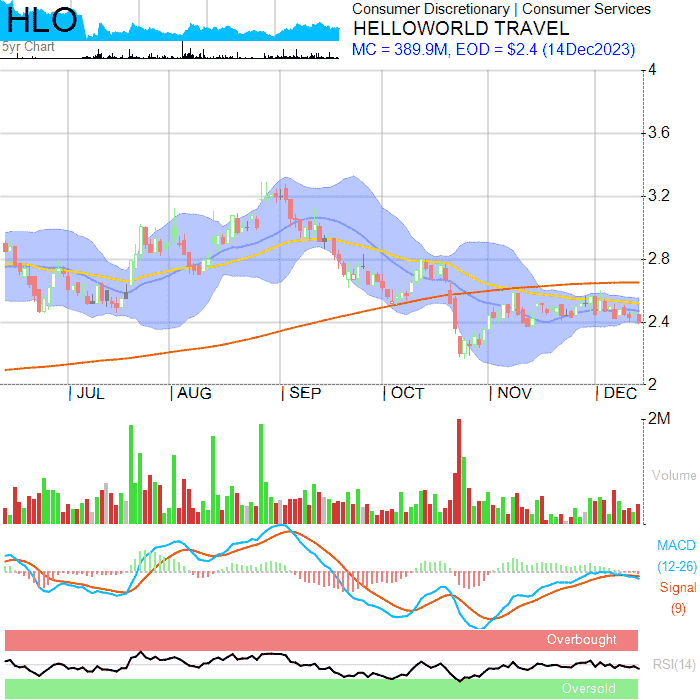 HLO
5yr Chart
Consumer Discretionary | Consumer Services
HELLOWORLD TRAVEL
MC = 389.9M, EOD = $2.4 (14Dec2023)
4
3.6
3.2
2.8
2.4
2
| JUL | AUG | SEP | OCT | NOV | DEC
2M
Volume
MACD
(12-26)
Signal
(9)
Overbought
RSI(14)
Oversold